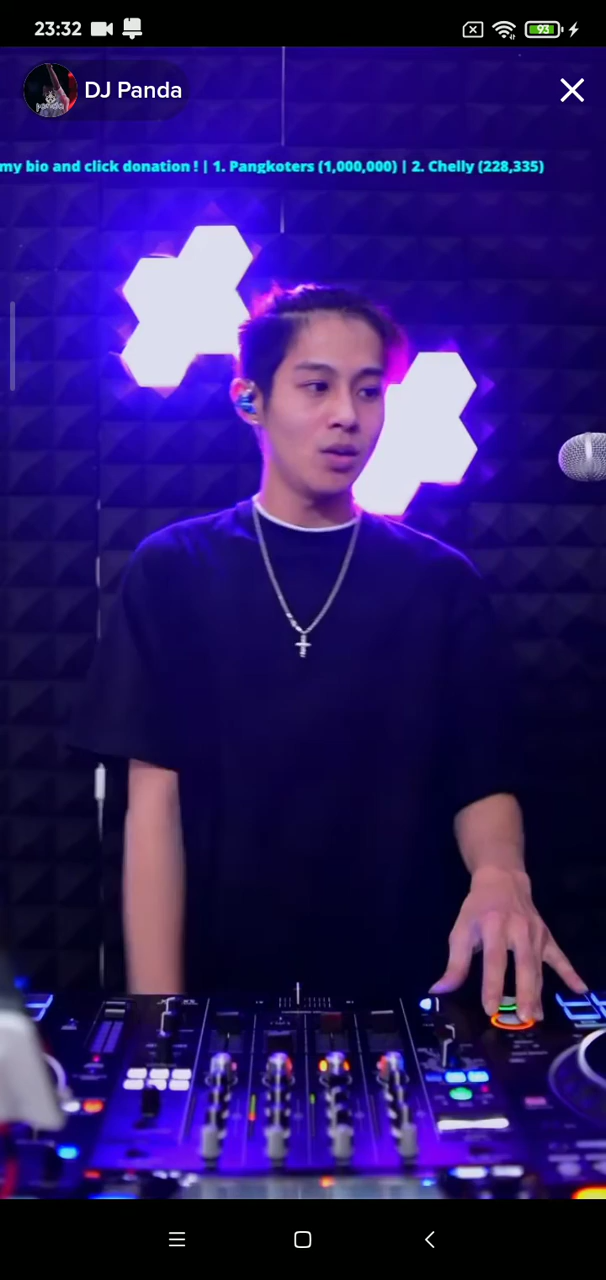 23:32
93
DJ Panda
panda
my bio and click donation ! | 1. Pangkoters (1,000,000) | 2. Chelly (228,335)